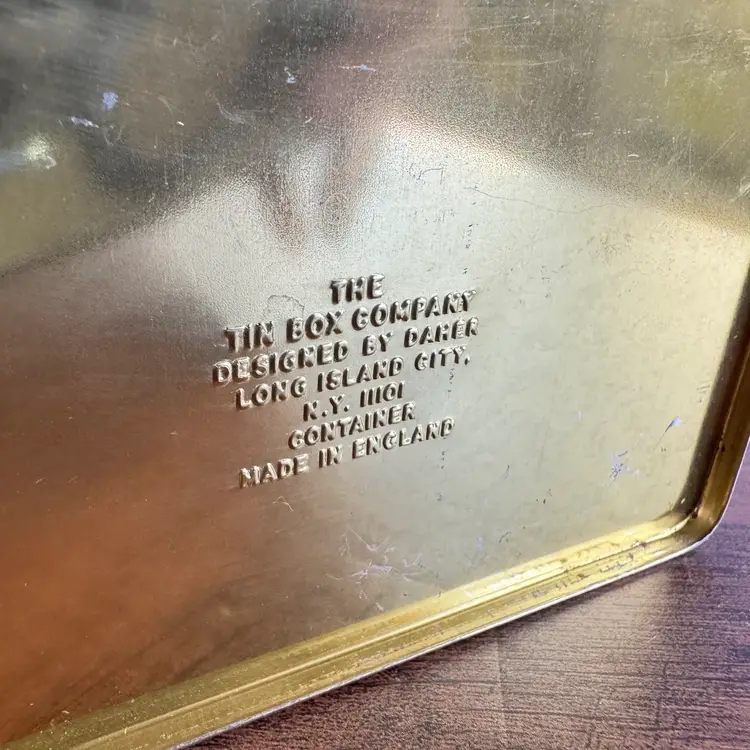 THE
TIN BOX COMPANY
DESIGNED BY DAHER
LONG ISLAND CITY,
N.Y. 11101
CONTAINER
MADE IN ENGLAND